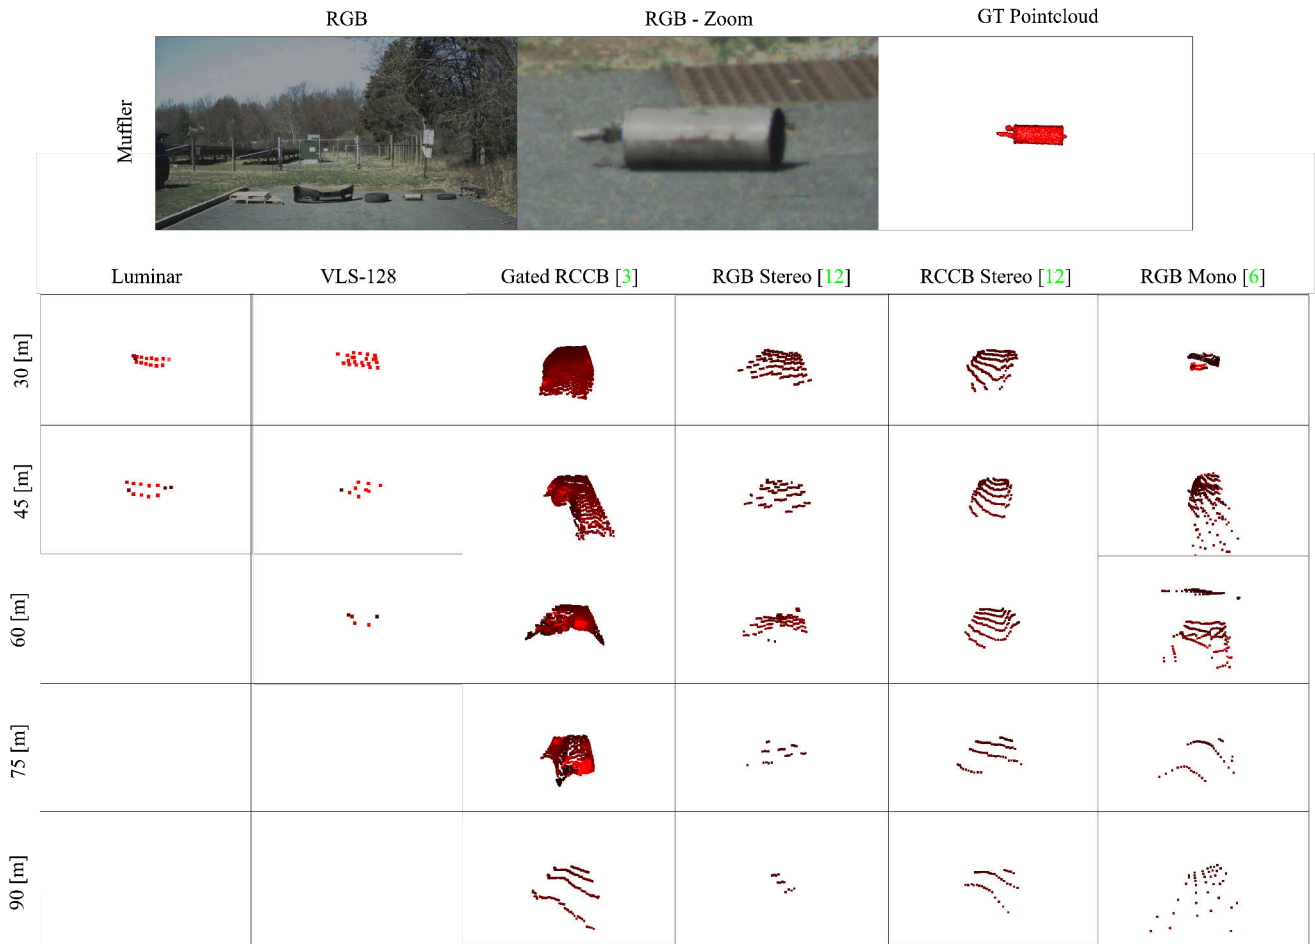 RGB
RGB - Zoom
GT Pointcloud
Muffler
Luminar
VLS-128
Gated RCCB [3]
RGB Stereo [12]
RCCB Stereo [12]
RGB Mono [6]
30 [m]
45 [m]
60 [m]
75 [m]
90 [m]